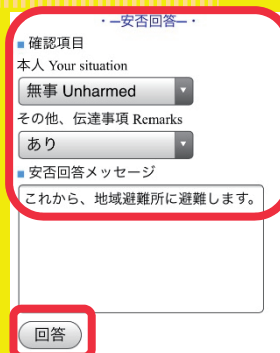 ・−安否回答−・
■ 確認項目
本人 Your situation
無事 Unharmed
その他、伝達事項 Remarks
あり
■ 安否回答メッセージ
これから、地域避難所に避難します。
回答